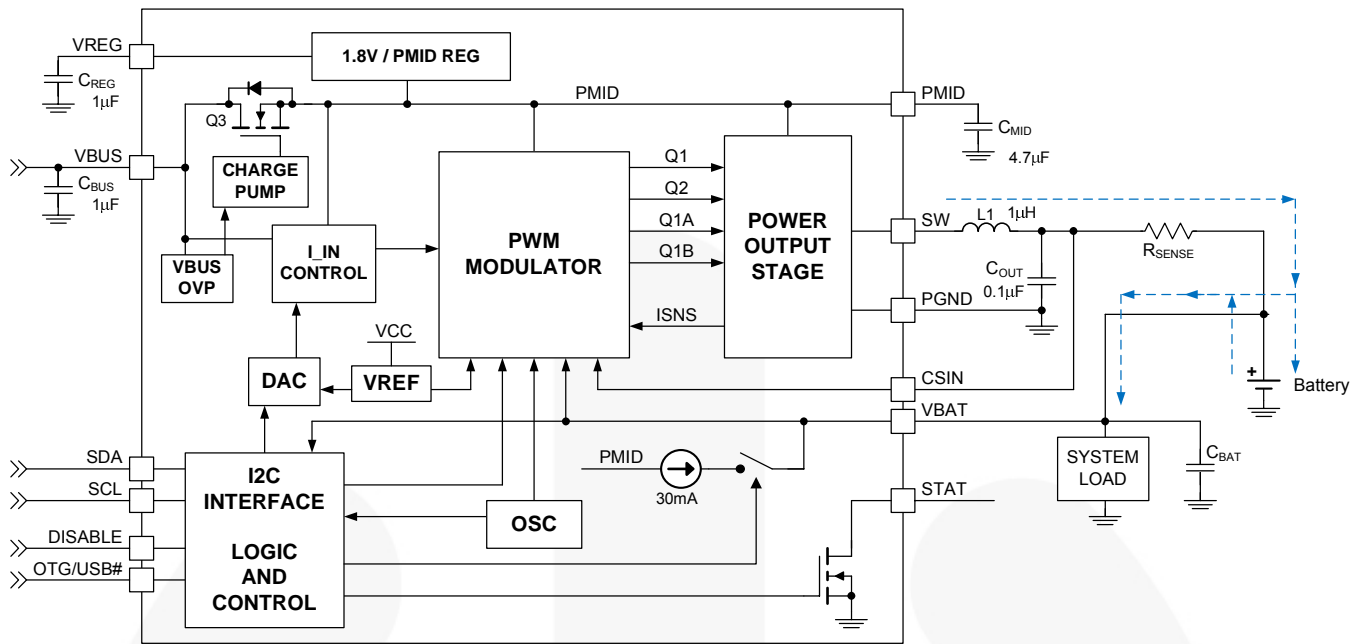 VREG
CREG
1µF
1.8V / PMID REG
PMID
PMID
CMID
4.7µF
Q3
VBUS
CBUS
1µF
CHARGE
PUMP
VBUS
OVP
I_IN
CONTROL
PWM
MODULATOR
Q1
Q2
Q1A
Q1B
ISNS
POWER
OUTPUT
STAGE
SW
L1
1µH
RSENSE
COUT
0.1µF
PGND
VCC
DAC
VREF
CSIN
+
Battery
VBAT
SYSTEM
LOAD
CBAT
SDA
SCL
DISABLE
OTG/USB#
I2C
INTERFACE
LOGIC
AND
CONTROL
OSC
PMID
30mA
STAT